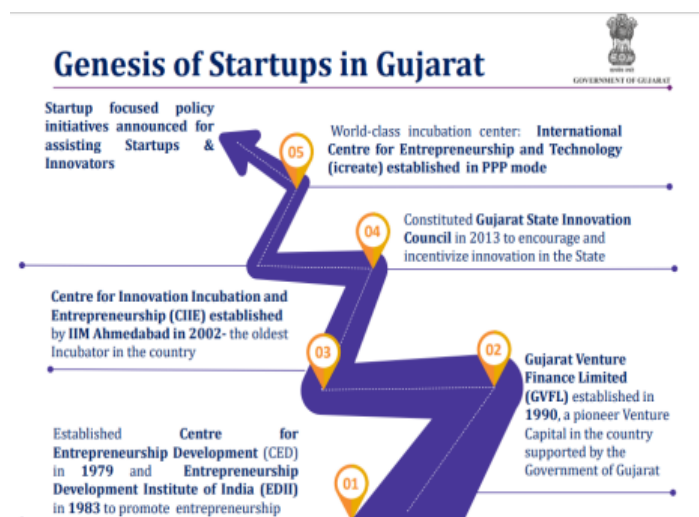 Genesis of Startups in Gujarat
GOVERNMENT OF GUJARAT
Startup focused policy
initiatives announced for
assisting Startups &
Innovators
05
World-class incubation center: International
Centre for Entrepreneurship and Technology
(icreate) established in PPP mode
04
Constituted Gujarat State Innovation
Council in 2013 to encourage and
incentivize innovation in the State
Centre for Innovation Incubation and
Entrepreneurship (CIIE) established
by IIM Ahmedabad in 2002- the oldest
Incubator in the country
03
02
Gujarat Venture
Finance Limited
(GVFL) established in
1990, a pioneer Venture
Capital in the country
supported by the
Government of Gujarat
Established Centre for
Entrepreneurship Development (CED)
in 1979 and Entrepreneurship
Development Institute of India (EDII)
in 1983 to promote entrepreneurship
01